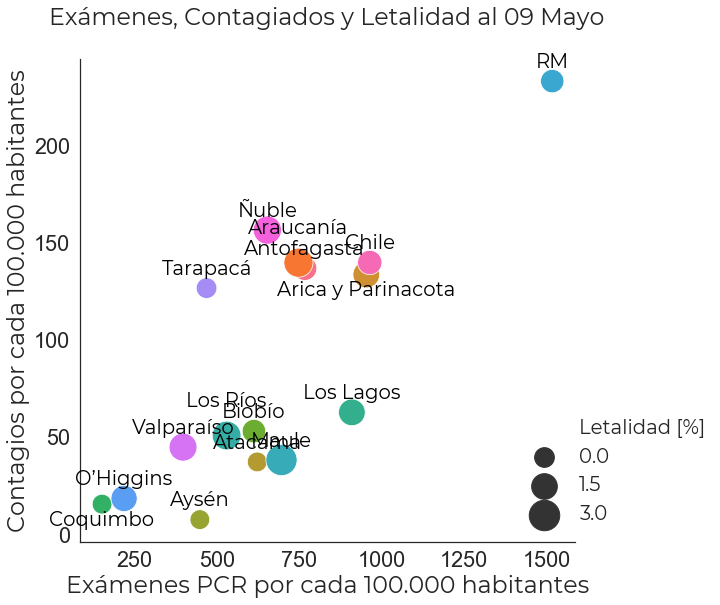 Exámenes, Contagiados y Letalidad al 09 Mayo
RM
Ñuble
Araucanía
Chile
Antofagasta
Tarapacá
Arica y Parinacota
Los Lagos
Los Ríos
Biobío
Valparaíso
Maule
Atacama
O'Higgins
Aysén
Coquimbo
Letalidad [%]
0.0
1.5
3.0
Contagios por cada 100.000 habitantes
200
150
100
50
0
250 500 750 1000 1250 1500
Exámenes PCR por cada 100.000 habitantes